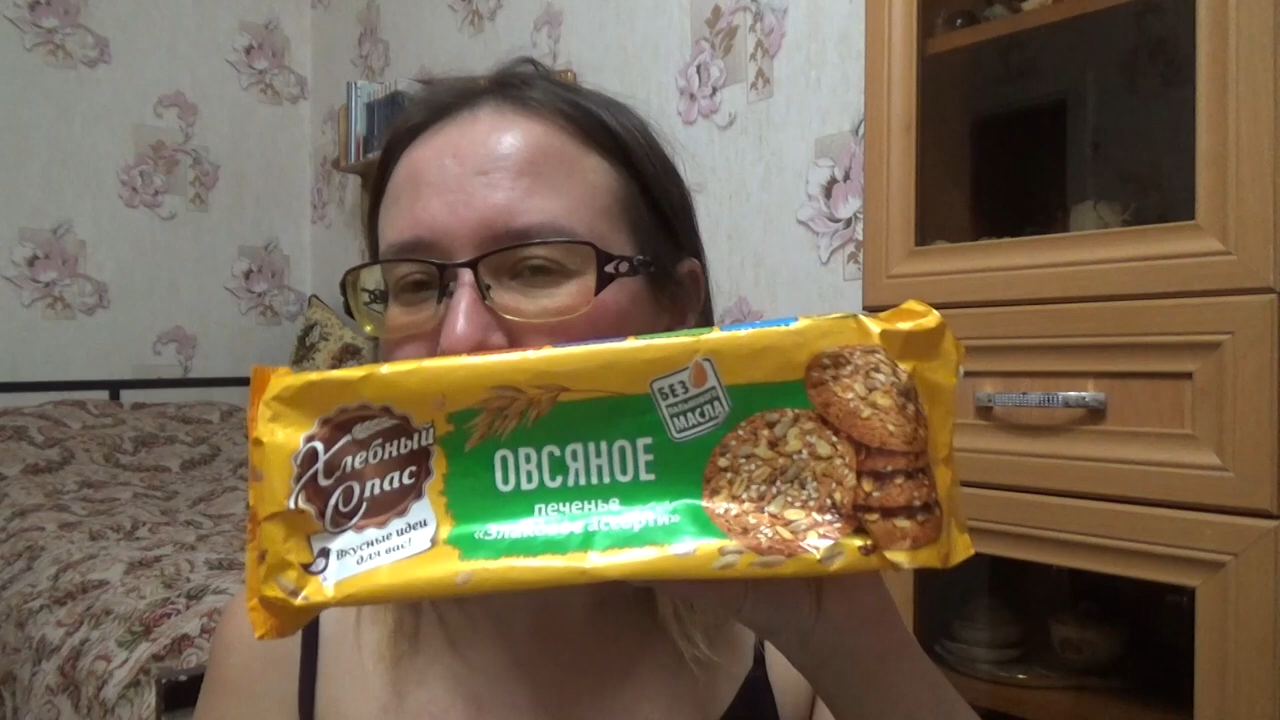 Хлебный
Спас
Вкусные идеи
для вас!
ОВСЯНОЕ
печенье
«Злаковое ассорти»
БЕЗ
пальмового
МАСЛА